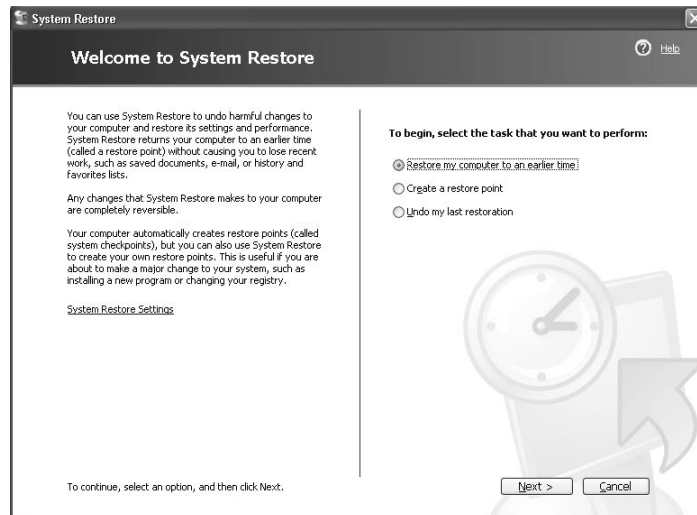 System Restore
Welcome to System Restore
Help
You can use System Restore to undo harmful changes to
your computer and restore its settings and performance.
System Restore returns your computer to an earlier time
(called a restore point) without causing you to lose recent
work, such as saved documents, e-mail, or history and
favorites lists.
Any changes that System Restore makes to your computer
are completely reversible.
Your computer automatically creates restore points (called
system checkpoints), but you can also use System Restore
to create your own restore points. This is useful if you are
about to make a major change to your system, such as
installing a new program or changing your registry.
System Restore Settings
To begin, select the task that you want to perform:
Restore my computer to an earlier time
Create a restore point
Undo my last restoration
To continue, select an option, and then click Next.
Next >
Cancel